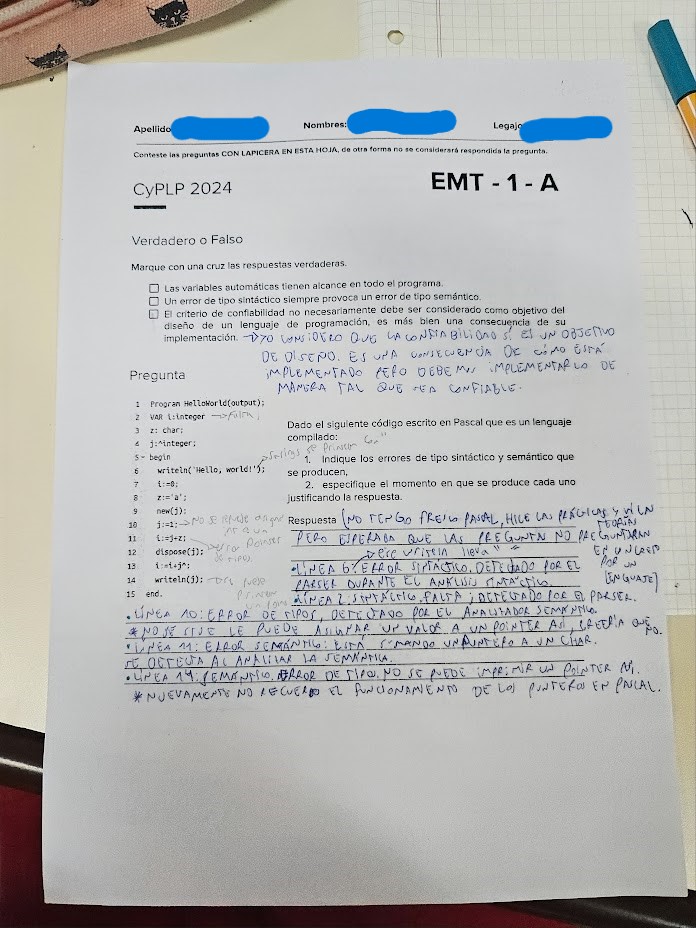 Apellido
Nombres:
Legajo
Conteste las preguntas CON LAPICERA EN ESTA HOJA, de otra forma no se considerará respondida la pregunta.
CyPLP 2024
EMT - 1 - A
Verdadero o Falso
Marque con una cruz las respuestas verdaderas.
Las variables automáticas tienen alcance en todo el programa.
Un error de tipo sintáctico siempre provoca un error de tipo semántico.
El criterio de confiabilidad no necesariamente debe ser considerado como objetivo del
diseño de un lenguaje de programación, es más bien una consecuencia de su
implementación. → YO CONSIDERO QUE LA CONFIABILIDAD SÍ ES UN OBJETIVO
DE DISEÑO. ES UNA CONSECUENCIA DE CÓMO ESTÁ
IMPLEMENTADO PERO DEBEMOS IMPLEMENTARLO DE
MANERA TAL QUE SEA CONFIABLE.
Pregunta
1 Program HelloWorld(output);
2 VAR i:integer → FALTA ;
3 z: char;
4 j:^integer;
5 - begin
6 writeln('Hello, world!');
7 i:=0;
8 z:='a';
9 new(j);
10 j:=1; → NO SE PUEDE
11 i:=j+z; → 
12 dispose(j);
13 i:=i+j^;
14 writeln(j);
15 end.
Dado el siguiente código escrito en Pascal que es un lenguaje
compilado:
1. Indique los errores de tipo sintáctico y semántico que
se producen,
2. especifique el momento en que se produce cada uno
justificando la respuesta.
Respuesta (NO TENGO FRESCO PASCAL, HICE LAS PRÁCTICAS Y VI LA TEORÍA
PERO ESPERABA QUE LAS PREGUNTAS NO PREGUNTARAN
EN UN CASO
POR UN
LENGUAJE)
→ ese writeln lleva " "
• LÍNEA 6: ERROR SINTÁCTICO, DETECTADO POR EL
PARSER DURANTE EL ANÁLISIS SINTÁCTICO.
• LÍNEA 2: SINTÁCTICO, FALTA ; DETECTADO POR EL PARSER.
• LÍNEA 10: ERROR DE TIPOS, DETECTADO POR EL ANALIZADOR SEMÁNTICO.
* NO SE SI SE LE PUEDE ASIGNAR UN VALOR A UN POINTER ASÍ, CREERÍA QUE NO.
• LÍNEA 11: ERROR SEMÁNTICO: ESTÁ SUMANDO UN PUNTERO A UN CHAR.
SE DETECTA AL ANALIZAR LA SEMÁNTICA.
• LÍNEA 14: SEMÁNTICO. ERROR DE TIPO, NO SE PUEDE IMPRIMIR UN POINTER ASÍ.
* NUEVAMENTE NO RECUERDO EL FUNCIONAMIENTO DE LOS PUNTEROS EN PASCAL.